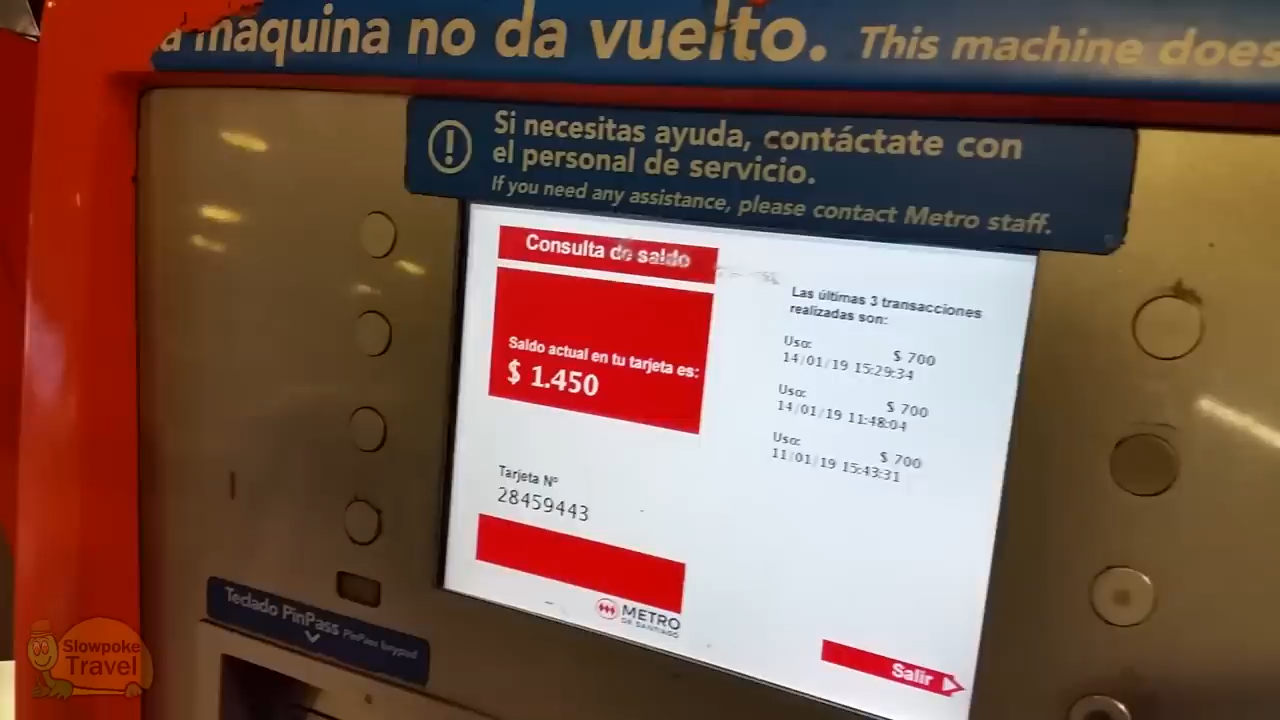 a máquina no da vuelto. This machine does
Si necesitas ayuda, contáctate con
el personal de servicio.
If you need any assistance, please contact Metro staff.
Consulta de saldo
Saldo actual en tu tarjeta es:
$ 1.450
Tarjeta Nº
28459443
METRO
DE SANTIAGO
Las últimas 3 transacciones
realizadas son:
Uso: $ 700
14/01/19 15:29:34
Uso: $ 700
14/01/19 11:48:04
Uso: $ 700
11/01/19 15:43:31
Salir
Teclado PinPass PinPass keypad
Slowpoke
Travel